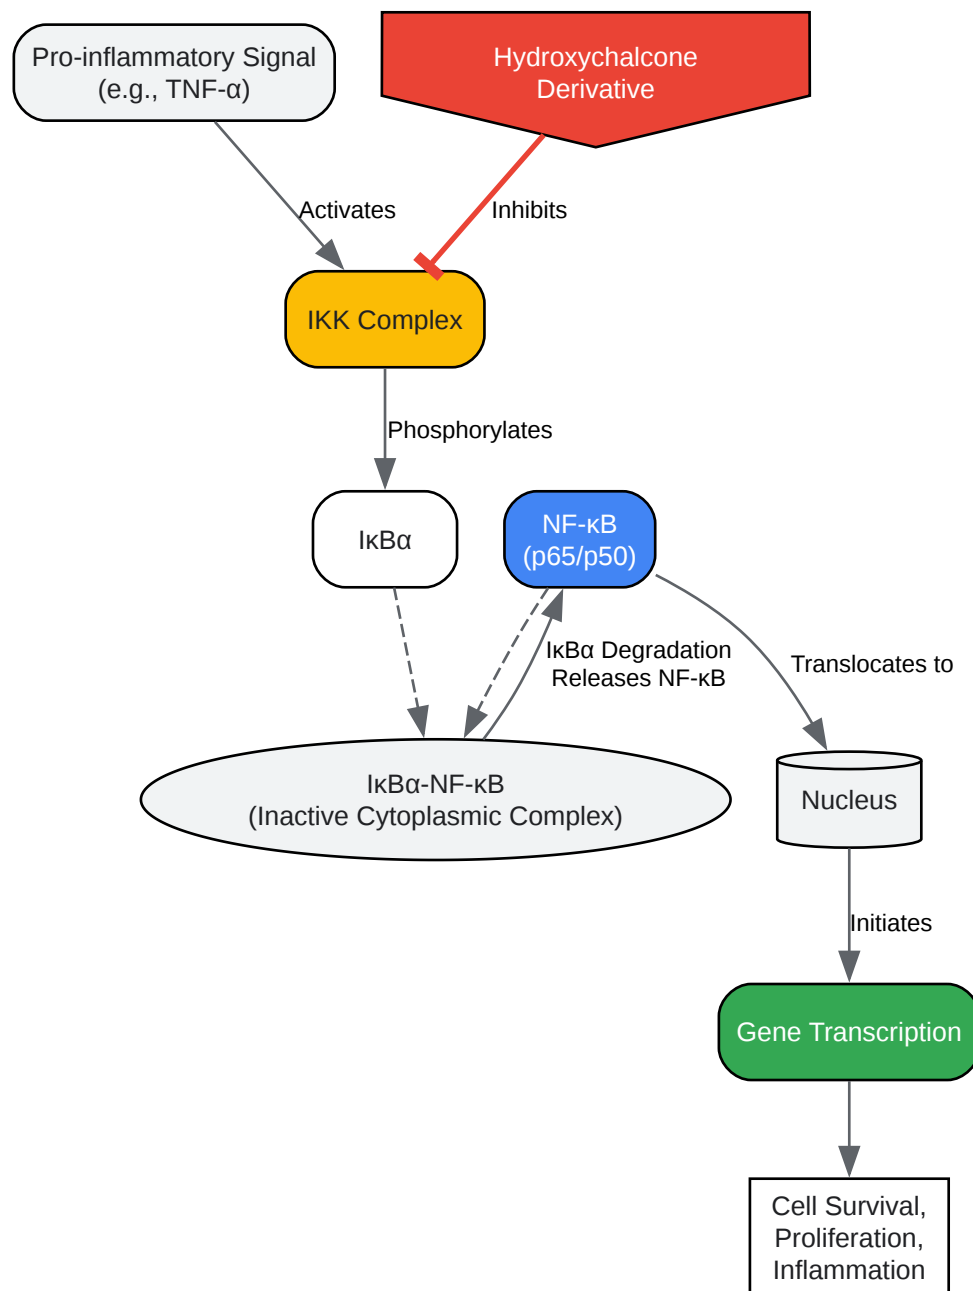 Pro-inflammatory Signal
(e.g., TNF-α)
Hydroxychalcone
Derivative
Activates
Inhibits
IKK Complex
Phosphorylates
IκBα
NF-κB
(p65/p50)
IκBα Degradation
Releases NF-κB
Translocates to
IκBα-NF-κB
(Inactive Cytoplasmic Complex)
Nucleus
Initiates
Gene Transcription
Cell Survival,
Proliferation,
Inflammation